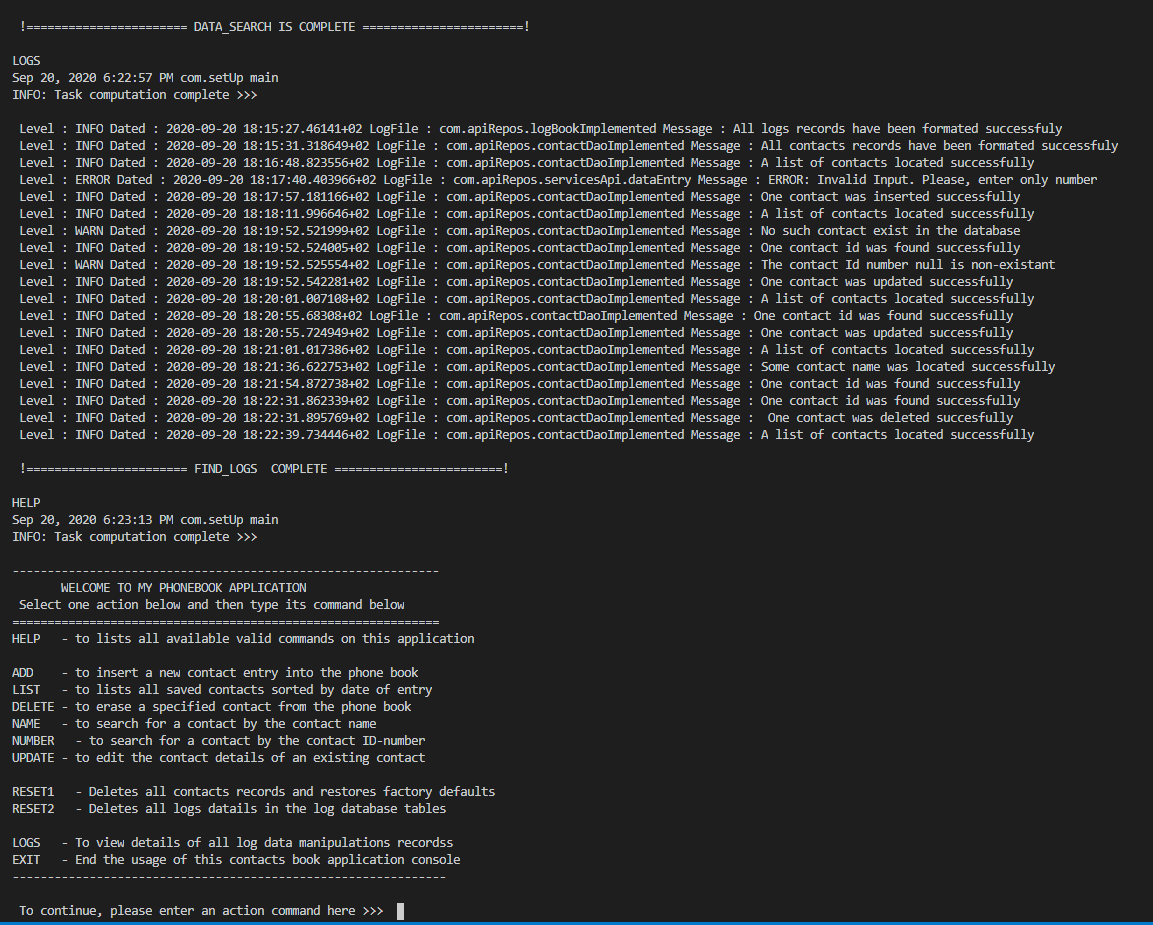 !======================= DATA_SEARCH IS COMPLETE =======================!
LOGS
Sep 20, 2020 6:22:57 PM com.setUp main
INFO: Task computation complete >>>
Level : INFO Dated : 2020-09-20 18:15:27.46141+02 LogFile : com.apiRepos.logBookImplemented Message : All logs records have been formated successfuly
Level : INFO Dated : 2020-09-20 18:15:31.318649+02 LogFile : com.apiRepos.contactDaoImplemented Message : All contacts records have been formated successfuly
Level : INFO Dated : 2020-09-20 18:16:48.823556+02 LogFile : com.apiRepos.contactDaoImplemented Message : A list of contacts located successfully
Level : ERROR Dated : 2020-09-20 18:17:40.403966+02 LogFile : com.apiRepos.servicesApi.dataEntry Message : ERROR: Invalid Input. Please, enter only number
Level : INFO Dated : 2020-09-20 18:17:57.181166+02 LogFile : com.apiRepos.contactDaoImplemented Message : One contact was inserted successfully
Level : INFO Dated : 2020-09-20 18:18:11.996646+02 LogFile : com.apiRepos.contactDaoImplemented Message : A list of contacts located successfully
Level : WARN Dated : 2020-09-20 18:19:52.521999+02 LogFile : com.apiRepos.contactDaoImplemented Message : No such contact exist in the database
Level : INFO Dated : 2020-09-20 18:19:52.524005+02 LogFile : com.apiRepos.contactDaoImplemented Message : One contact id was found successfully
Level : WARN Dated : 2020-09-20 18:19:52.525554+02 LogFile : com.apiRepos.contactDaoImplemented Message : The contact Id number null is non-existant
Level : INFO Dated : 2020-09-20 18:19:52.542281+02 LogFile : com.apiRepos.contactDaoImplemented Message : One contact was updated successfully
Level : INFO Dated : 2020-09-20 18:20:01.007108+02 LogFile : com.apiRepos.contactDaoImplemented Message : A list of contacts located successfully
Level : INFO Dated : 2020-09-20 18:20:55.68308+02 LogFile : com.apiRepos.contactDaoImplemented Message : One contact id was found successfully
Level : INFO Dated : 2020-09-20 18:20:55.724949+02 LogFile : com.apiRepos.contactDaoImplemented Message : One contact was updated successfully
Level : INFO Dated : 2020-09-20 18:21:01.017386+02 LogFile : com.apiRepos.contactDaoImplemented Message : A list of contacts located successfully
Level : INFO Dated : 2020-09-20 18:21:36.622753+02 LogFile : com.apiRepos.contactDaoImplemented Message : Some contact name was located successfully
Level : INFO Dated : 2020-09-20 18:21:54.872738+02 LogFile : com.apiRepos.contactDaoImplemented Message : One contact id was found successfully
Level : INFO Dated : 2020-09-20 18:22:31.862339+02 LogFile : com.apiRepos.contactDaoImplemented Message : One contact id was found successfully
Level : INFO Dated : 2020-09-20 18:22:31.895769+02 LogFile : com.apiRepos.contactDaoImplemented Message :  One contact was deleted succesfully
Level : INFO Dated : 2020-09-20 18:22:39.734446+02 LogFile : com.apiRepos.contactDaoImplemented Message : A list of contacts located successfully
!======================= FIND_LOGS  COMPLETE ========================!
HELP
Sep 20, 2020 6:23:13 PM com.setUp main
INFO: Task computation complete >>>
-------------------------------------------------------------
WELCOME TO MY PHONEBOOK APPLICATION
Select one action below and then type its command below
=============================================================
HELP   - to lists all available valid commands on this application
ADD    - to insert a new contact entry into the phone book
LIST   - to lists all saved contacts sorted by date of entry
DELETE - to erase a specified contact from the phone book
NAME   - to search for a contact by the contact name
NUMBER   - to search for a contact by the contact ID-number
UPDATE - to edit the contact details of an existing contact
RESET1   - Deletes all contacts records and restores factory defaults
RESET2   - Deletes all logs datails in the log database tables
LOGS   - To view details of all log data manipulations recordss
EXIT   - End the usage of this contacts book application console
--------------------------------------------------------------
To continue, please enter an action command here >>>